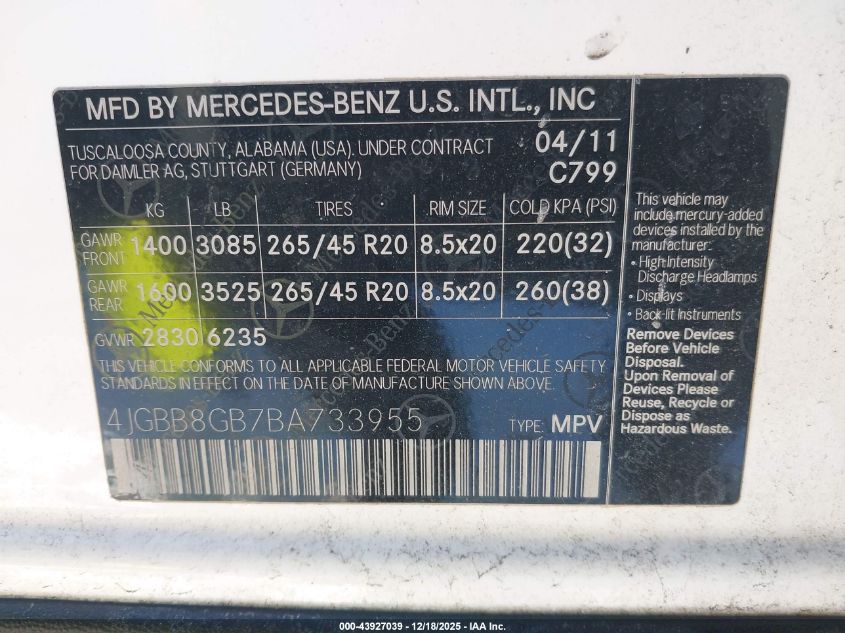 MFD BY MERCEDES-BENZ U.S. INTL., INC
TUSCALOOSA COUNTY, ALABAMA (USA). UNDER CONTRACT
FOR DAIMLER AG, STUTTGART (GERMANY)
04/11
C799
KG LB TIRES RIM SIZE COLD KPA (PSI)
GAWR FRONT 1400 3085 265/45 R20 8.5x20 220(32)
GAWR REAR 1600 3525 265/45 R20 8.5x20 260(38)
GVWR 2830 6235
THIS VEHICLE CONFORMS TO ALL APPLICABLE FEDERAL MOTOR VEHICLE SAFETY
STANDARDS IN EFFECT ON THE DATE OF MANUFACTURE SHOWN ABOVE.
4JGBB8GB7BA733955 TYPE: MPV
This vehicle may
include mercury-added
devices installed by the
manufacturer:
• High Intensity
Discharge Headlamps
• Displays
• Back-lit Instruments
Remove Devices
Before Vehicle
Disposal.
Upon Removal of
Devices Please
Reuse, Recycle or
Dispose as
Hazardous Waste.
000-43927039 - 12/18/2025 - IAA Inc.